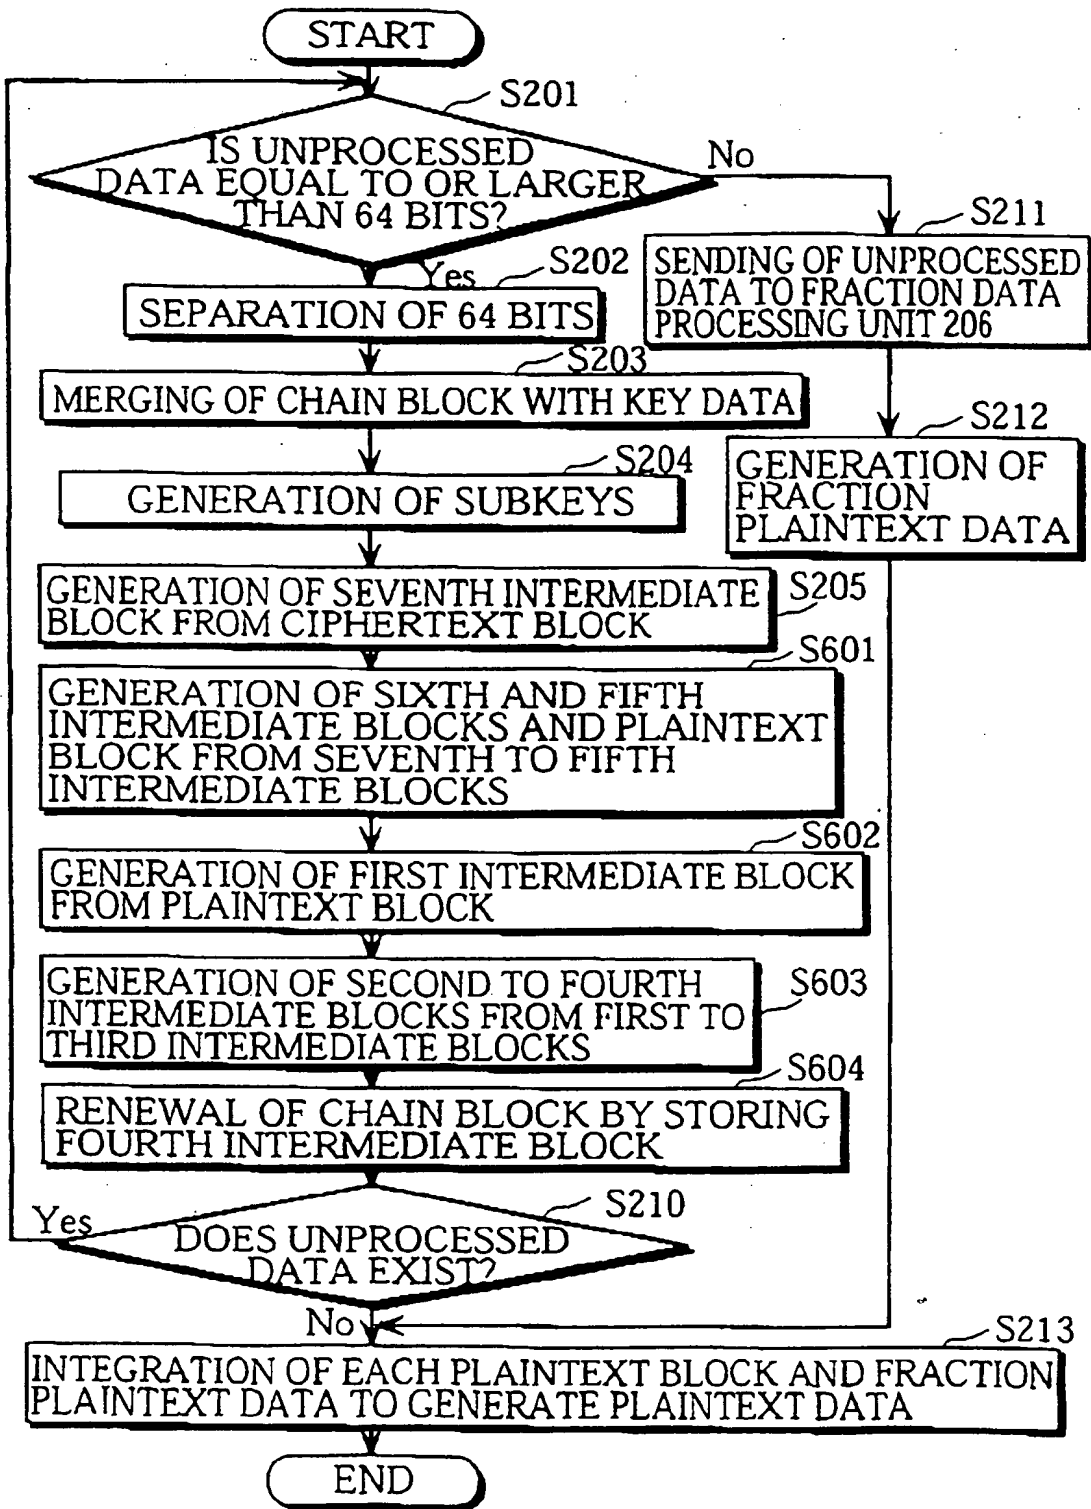 START
S201
IS UNPROCESSED
DATA EQUAL TO OR LARGER
THAN 64 BITS?
No
Yes
S202
SEPARATION OF 64 BITS
S211
SENDING OF UNPROCESSED
DATA TO FRACTION DATA
PROCESSING UNIT 206
S203
MERGING OF CHAIN BLOCK WITH KEY DATA
S212
GENERATION OF
FRACTION
PLAINTEXT DATA
S204
GENERATION OF SUBKEYS
S205
GENERATION OF SEVENTH INTERMEDIATE
BLOCK FROM CIPHERTEXT BLOCK
S601
GENERATION OF SIXTH AND FIFTH
INTERMEDIATE BLOCKS AND PLAINTEXT
BLOCK FROM SEVENTH TO FIFTH
INTERMEDIATE BLOCKS
S602
GENERATION OF FIRST INTERMEDIATE BLOCK
FROM PLAINTEXT BLOCK
S603
GENERATION OF SECOND TO FOURTH
INTERMEDIATE BLOCKS FROM FIRST TO
THIRD INTERMEDIATE BLOCKS
S604
RENEWAL OF CHAIN BLOCK BY STORING
FOURTH INTERMEDIATE BLOCK
S210
Yes
DOES UNPROCESSED
DATA EXIST?
No
S213
INTEGRATION OF EACH PLAINTEXT BLOCK AND FRACTION
PLAINTEXT DATA TO GENERATE PLAINTEXT DATA
END